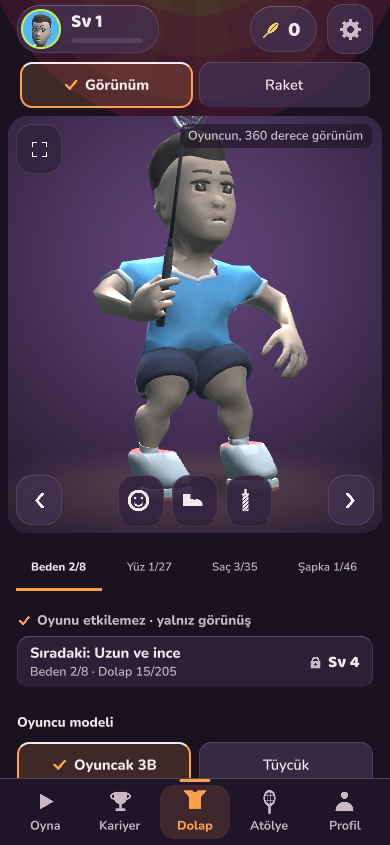 Sv 1
0
Görünüm
Raket
Oyuncun, 360 derece görünüm
Beden 2/8
Yüz 1/27
Saç 3/35
Şapka 1/46
Oyunu etkilemez · yalnız görünüş
Sıradaki: Uzun ve ince
Beden 2/8 · Dolap 15/205
Sv 4
Oyuncu modeli
Oyuncak 3B
Tüycük
Oyna
Kariyer
Dolap
Atölye
Profil